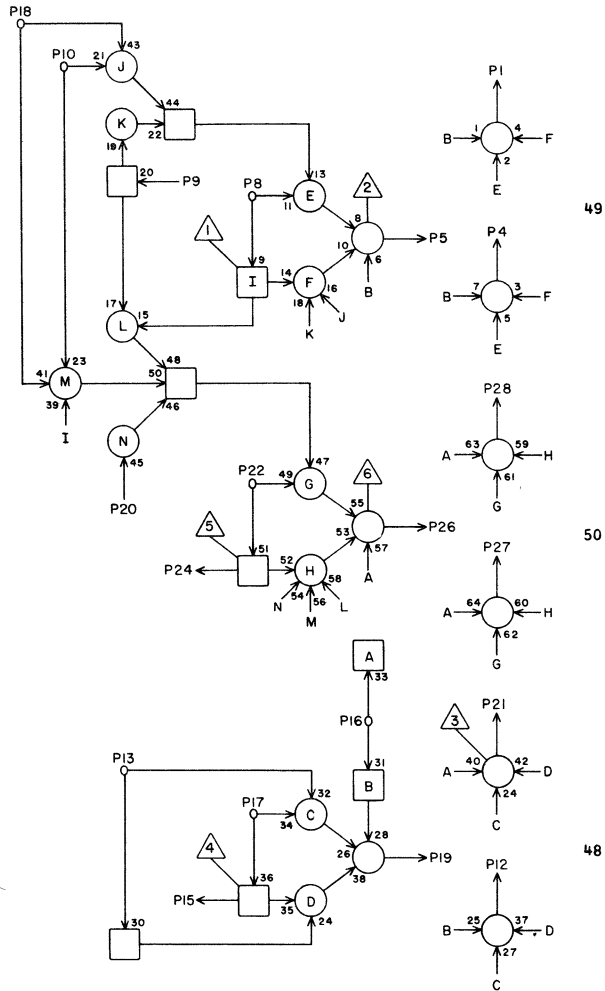 P18
43
P10
21
J
44
P1
K
22
19
1
4
B
F
20
P9
2
13
E
P8
2
11
E
49
8
1
P4
10
P5
9
6
14
I
F
B
7
3
16
B
F
18
J
5
17
15
K
L
E
48
23
41
50
M
39
46
P28
I
N
47
63
59
45
P22
A
H
49
G
6
61
P20
55
G
5
50
53
P26
51
57
P27
52
P24
H
A
58
54
64
60
56
A
H
N
L
62
M
G
A
33
P21
3
P16
40
42
P13
31
A
D
B
24
32
P17
C
C
34
28
48
4
26
P19
36
38
P12
P15
35
D
24
25
37
30
B
D
27
C